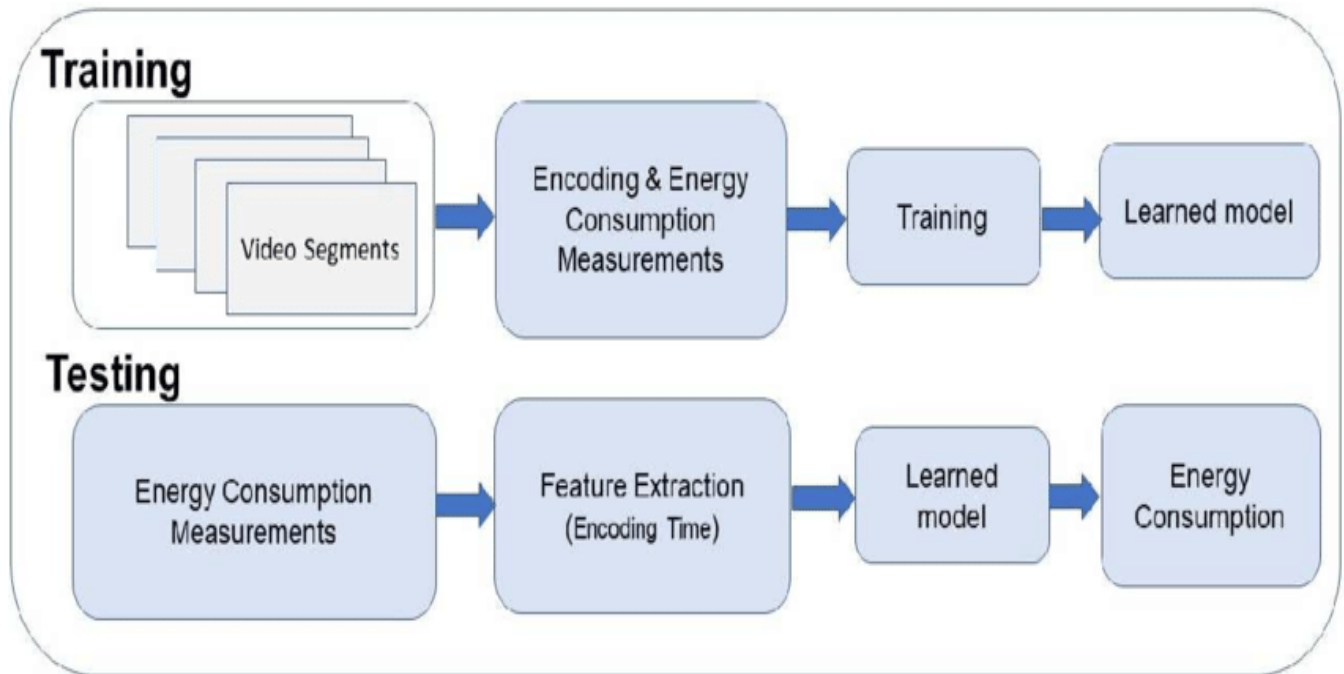 Training
Video Segments
Encoding & Energy
Consumption
Measurements
Training
Learned model
Testing
Energy Consumption
Measurements
Feature Extraction
(Encoding Time)
Learned
model
Energy
Consumption